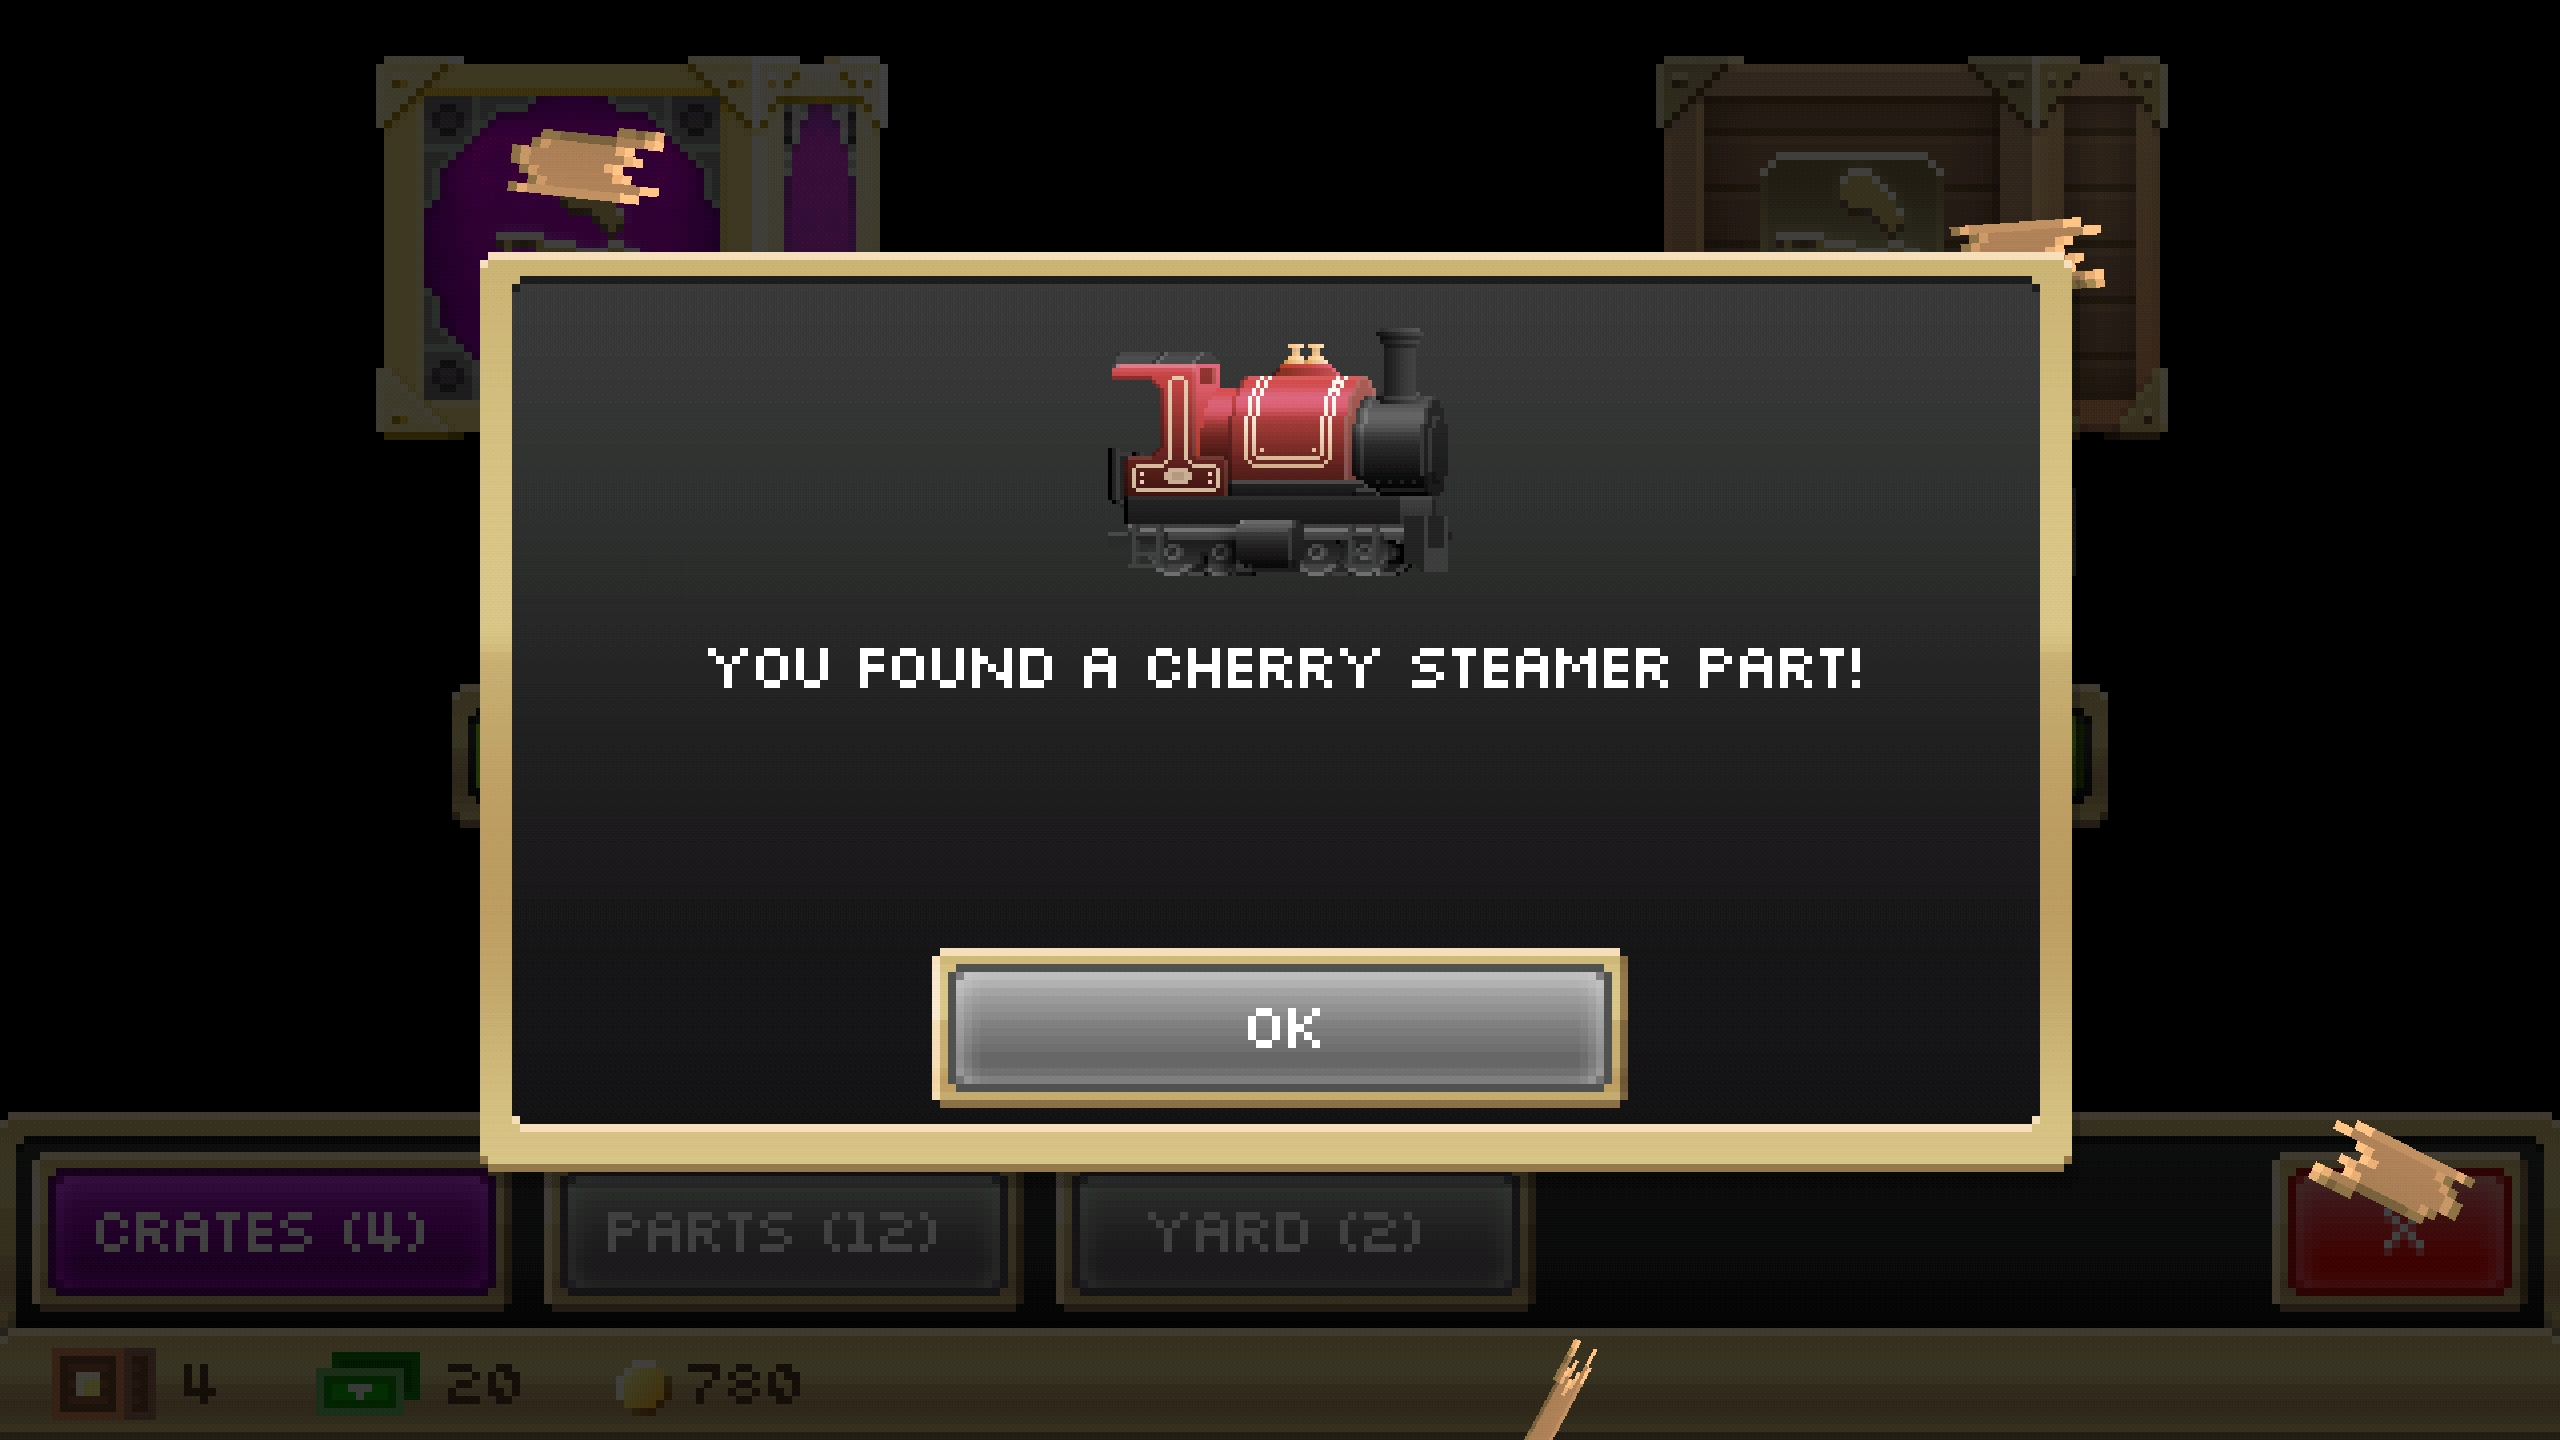 YOU FOUND A CHERRY STEAMER PART!
OK
CRATES (4)
PARTS (12)
YARD (2)
X
4
20
780